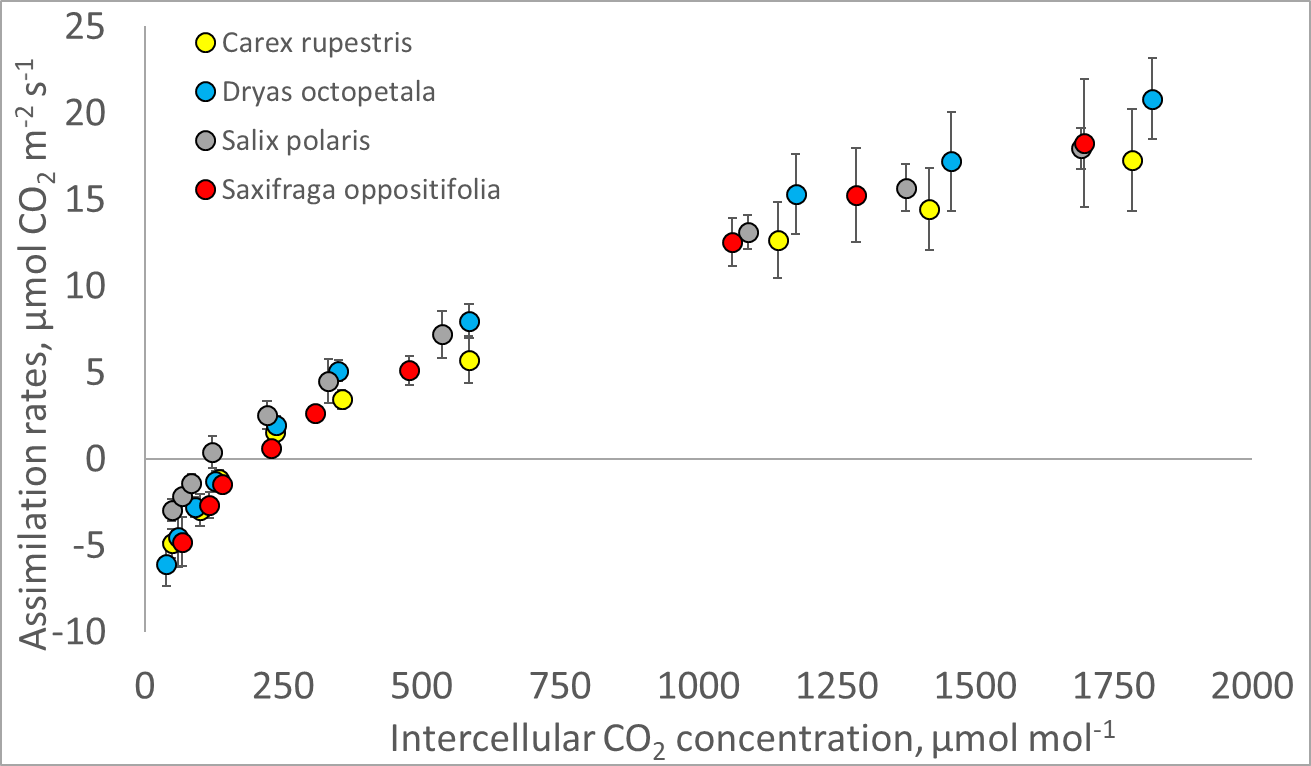 25
20
15
10
5
0
-5
-10
Assimilation rates, µmol CO₂ m⁻² s⁻¹
Carex rupestris
Dryas octopetala
Salix polaris
Saxifraga oppositifolia
0 250 500 750 1000 1250 1500 1750 2000
Intercellular CO₂ concentration, µmol mol⁻¹